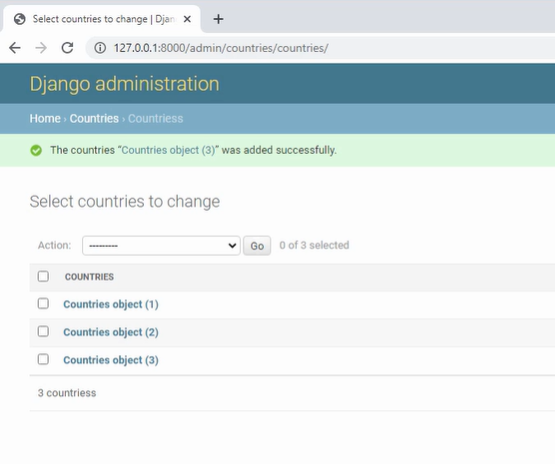 Select countries to change | Djan
127.0.0.1:8000/admin/countries/countries/
Django administration
Home › Countries › Countriess
The countries “Countries object (3)” was added successfully.
Select countries to change
Action: --------- Go 0 of 3 selected
COUNTRIES
Countries object (1)
Countries object (2)
Countries object (3)
3 countriess